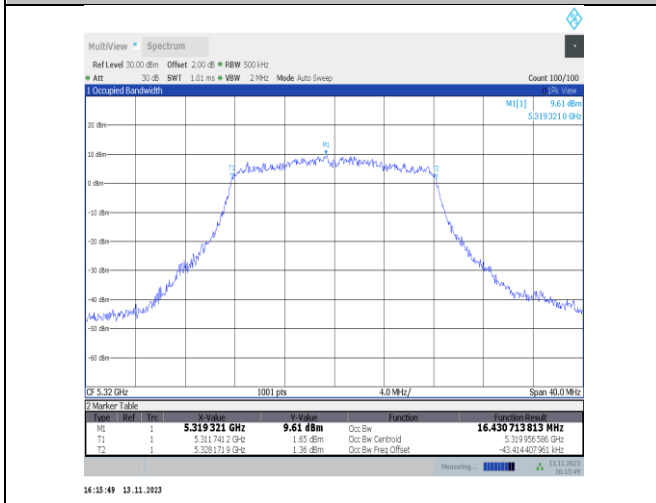 MultiView Spectrum
Ref Level 30.00 dBm Offset 2.00 dB RBW 500 kHz
Att 30 dB SWT 1.01 ms VBW 2 MHz Mode Auto Sweep Count 100/100
1 Occupied Bandwidth 1Pk View
M1[1] 9.61 dBm
5.3193210 GHz
20 dBm
M1
10 dBm
T1 T2
0 dBm
-10 dBm
-20 dBm
-30 dBm
-40 dBm
-50 dBm
-60 dBm
CF 5.32 GHz 1001 pts 4.0 MHz/ Span 40.0 MHz
2 Marker Table
Type Ref Trc X-Value Y-Value Function Function Result
M1 1 5.319321 GHz 9.61 dBm Occ Bw 16.430713813 MHz
T1 1 5.3117412 GHz 1.65 dBm Occ Bw Centroid 5.319956586 GHz
T2 1 5.3281719 GHz 1.36 dBm Occ Bw Freq Offset -43.414407961 kHz
Measuring... 13.11.2023
16:15:49
16:15:49 13.11.2023